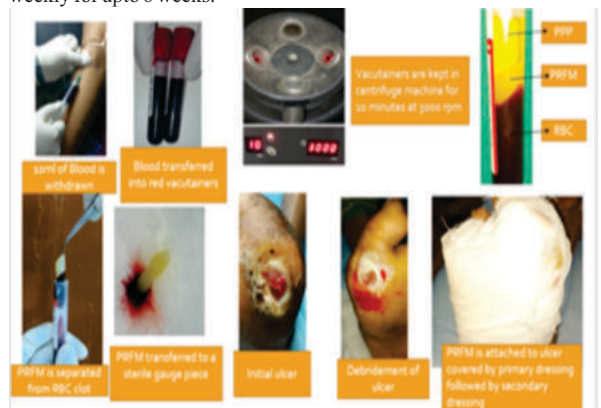 weekly for upto 6 weeks.
PPP
PRFM
RBC
Vacutainers are kept in
centrifuge machine for
10 minutes at 3000 rpm
10
3000
10ml of Blood is
withdrawn
Blood transferred
into red vacutainers
PRFM is separated
from RBC clot
PRFM transferred to a
sterile gauge piece
Initial ulcer
Debridement of
ulcer
PRFM is attached to ulcer
covered by primary dressing
followed by secondary
dressing